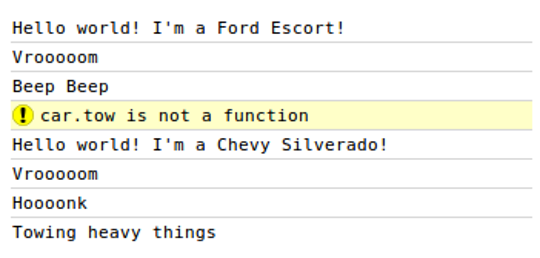 Hello world! I'm a Ford Escort!
Vrooooom
Beep Beep
! car.tow is not a function
Hello world! I'm a Chevy Silverado!
Vrooooom
Hoooonk
Towing heavy things